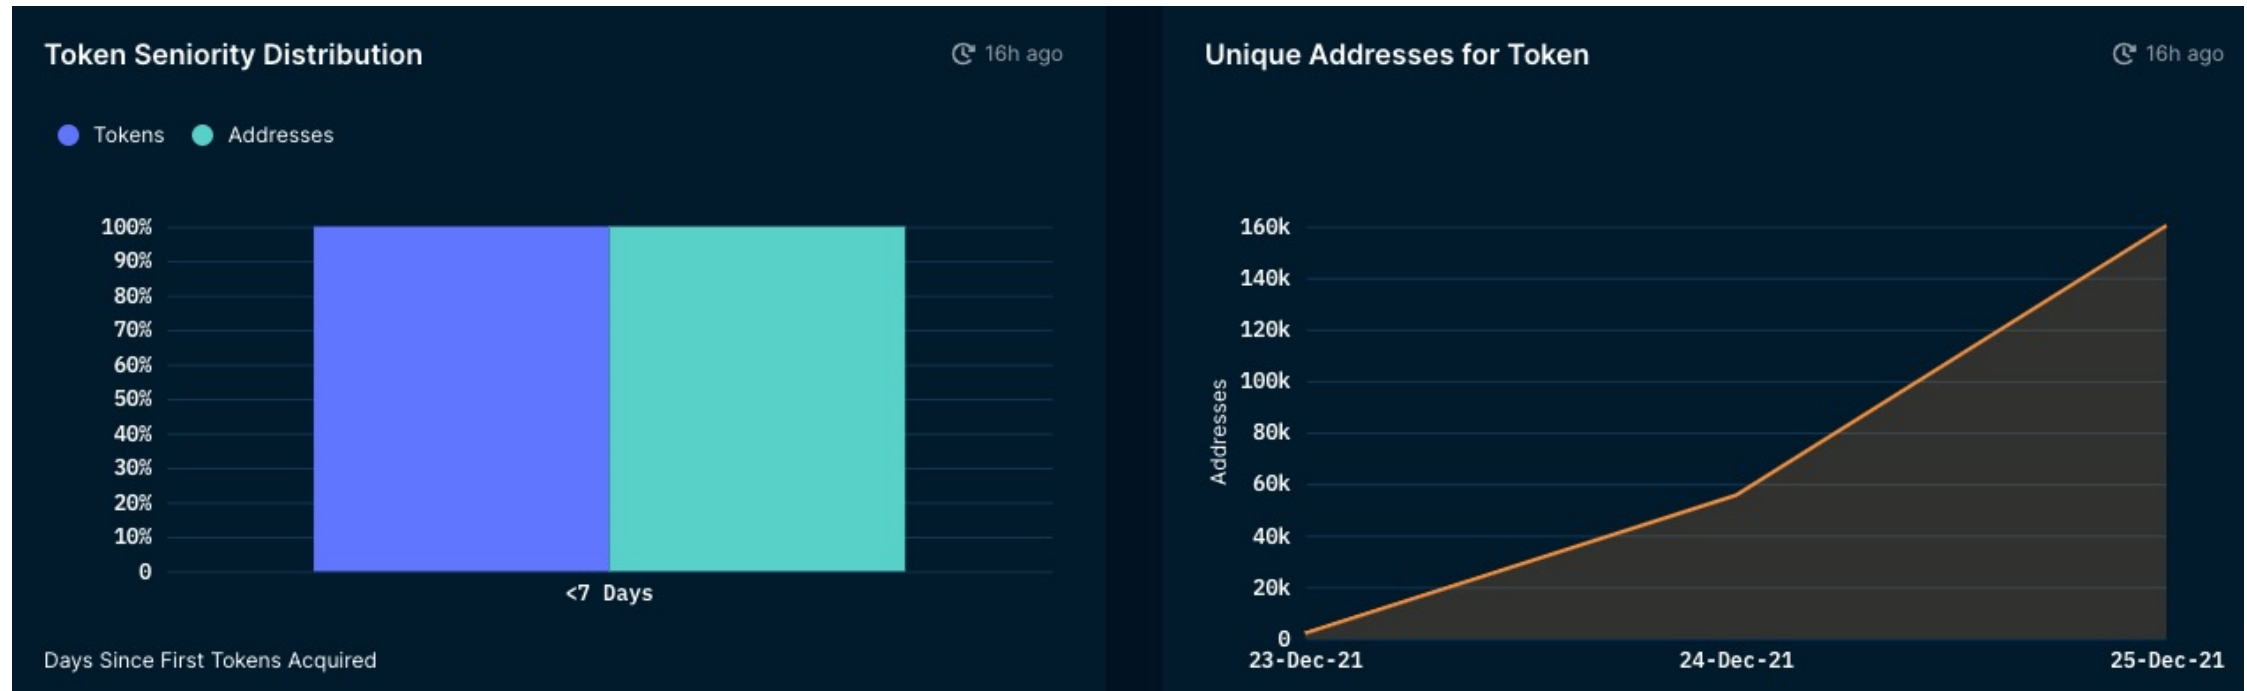 Token Seniority Distribution
16h ago
Tokens
Addresses
100%
90%
80%
70%
60%
50%
40%
30%
20%
10%
0
<7 Days
Days Since First Tokens Acquired
Unique Addresses for Token
16h ago
Addresses
160k
140k
120k
100k
80k
60k
40k
20k
0
23-Dec-21
24-Dec-21
25-Dec-21